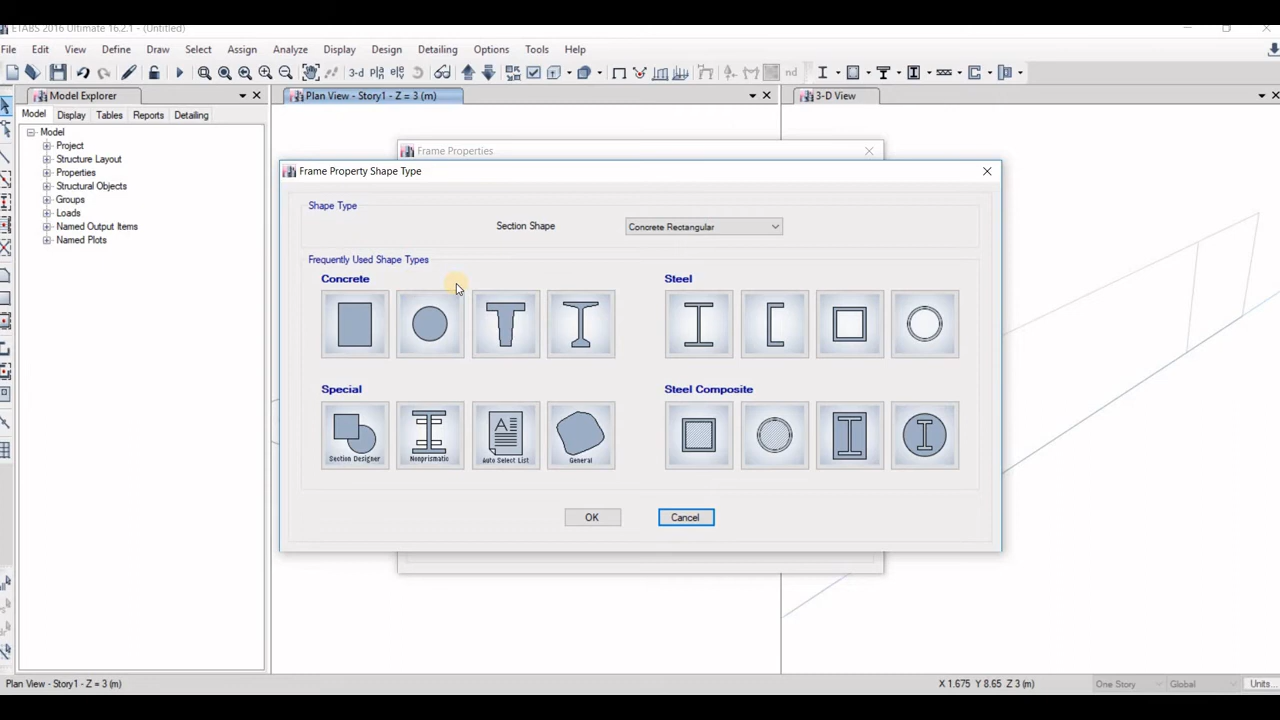 ETABS 2016 Ultimate 16.2.1 - (Untitled)
File Edit View Define Draw Select Assign Analyze Display Design Detailing Options Tools Help
3-d nd
Model Explorer
Plan View - Story1 - Z = 3 (m)
3-D View
Model Display Tables Reports Detailing
Model
Project
Structure Layout
Properties
Structural Objects
Groups
Loads
Named Output Items
Named Plots
Frame Properties
Frame Property Shape Type
Shape Type
Section Shape Concrete Rectangular
Frequently Used Shape Types
Concrete Steel
Special Steel Composite
Section Designer Nonprismatic Auto Select List General
OK Cancel
Plan View - Story1 - Z = 3 (m) X 1.675 Y 8.65 Z 3 (m) One Story Global Units...